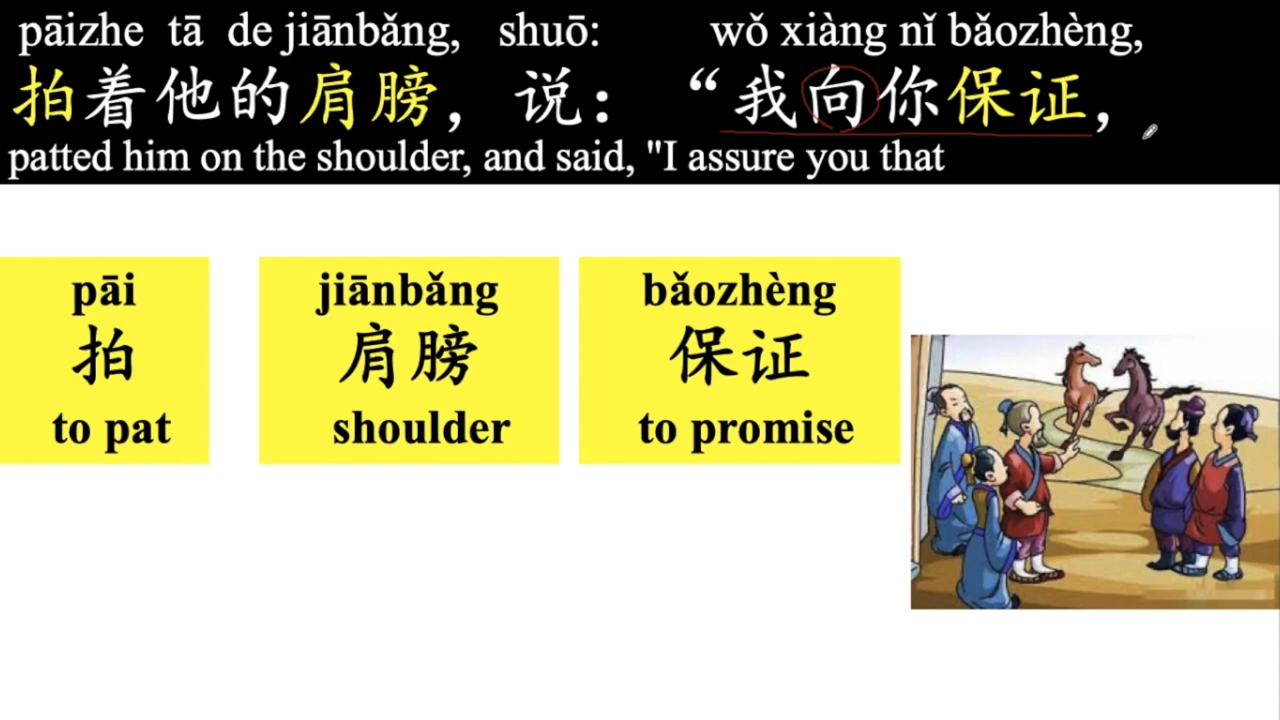 pāizhe tā de jiānbǎng, shuō: wǒ xiàng nǐ bǎozhèng,
拍着他的肩膀，说：“我向你保证，
patted him on the shoulder, and said, "I assure you that
pāi
拍
to pat
jiānbǎng
肩膀
shoulder
bǎozhèng
保证
to promise